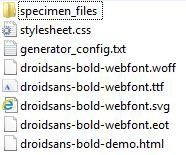 specimen_files
stylesheet.css
generator_config.txt
droidsans-bold-webfont.woff
droidsans-bold-webfont.ttf
droidsans-bold-webfont.svg
droidsans-bold-webfont.eot
droidsans-bold-demo.html